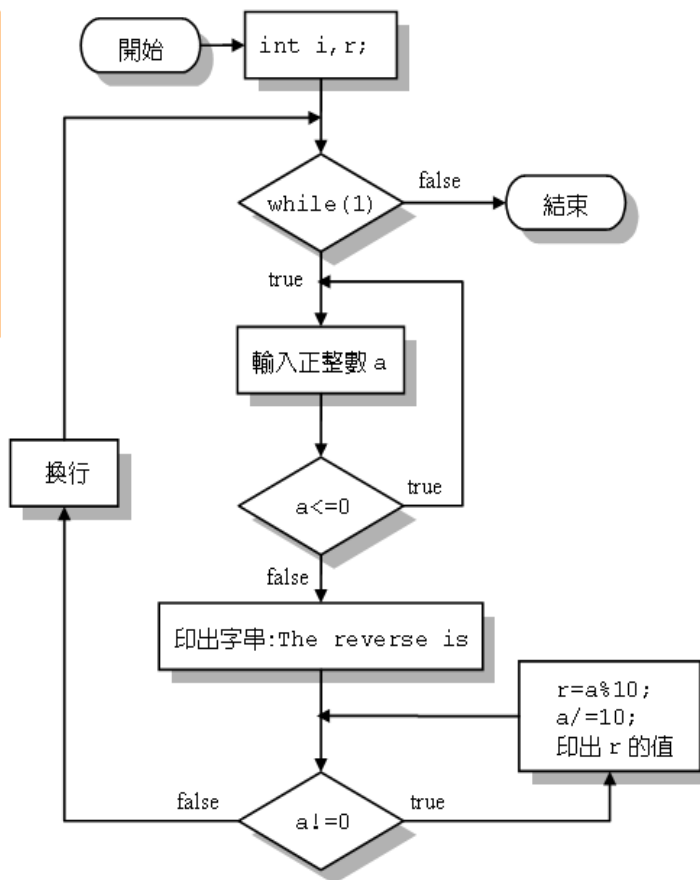 開始
int i,r;
while(1)
false
結束
true
輸入正整數 a
換行
a<=0
true
false
印出字串:The reverse is
r=a%10;
a/=10;
印出 r 的值
false
a!=0
true